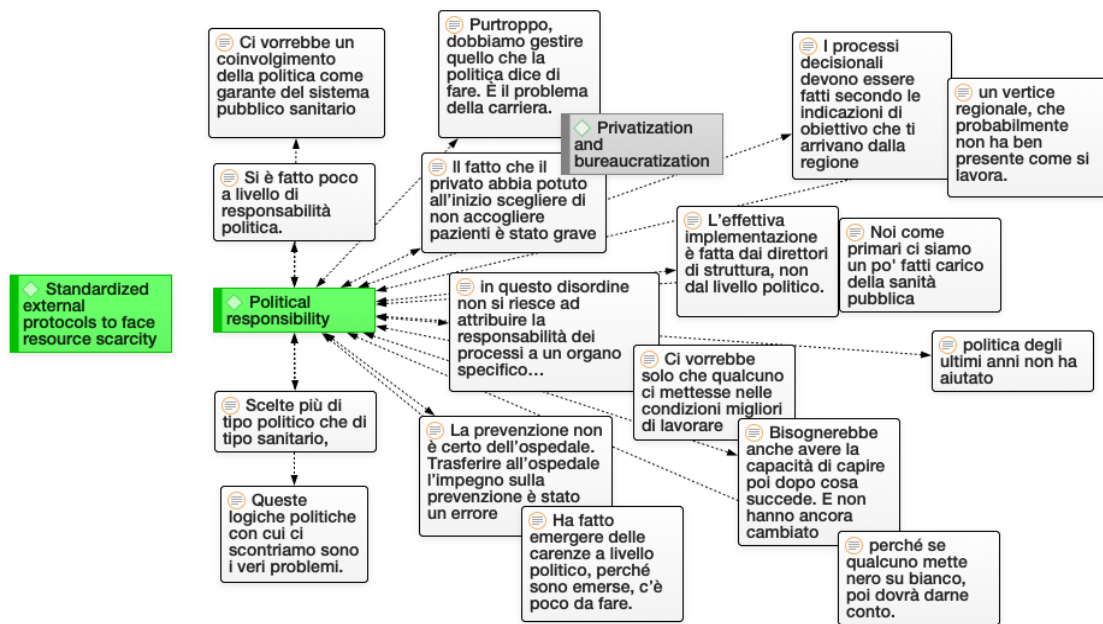 Ci vorrebbe un
coinvolgimento
della politica come
garante del sistema
pubblico sanitario
Purtroppo,
dobbiamo gestire
quello che la
politica dice di
fare. È il problema
della carriera.
I processi
decisionali
devono essere
fatti secondo le
indicazioni di
obiettivo che ti
arrivano dalla
regione
un vertice
regionale, che
probabilmente
non ha ben
presente come si
lavora.
Privatization
and
bureaucratization
Si è fatto poco
a livello di
responsabilità
politica.
Il fatto che il
privato abbia potuto
all'inizio scegliere di
non accogliere
pazienti è stato grave
L'effettiva
implementazione
è fatta dai direttori
di struttura, non
dal livello politico.
Noi come
primari ci siamo
un po' fatti carico
della sanità
pubblica
Standardized
external
protocols to face
resource scarcity
Political
responsibility
in questo disordine
non si riesce ad
attribuire la
responsabilità dei
processi a un organo
specifico…
politica degli
ultimi anni non ha
aiutato
Ci vorrebbe
solo che qualcuno
ci mettesse nelle
condizioni migliori
di lavorare
Scelte più di
tipo politico che di
tipo sanitario,
La prevenzione non
è certo dell'ospedale.
Trasferire all'ospedale
l'impegno sulla
prevenzione è stato
un errore
Bisognerebbe
anche avere la
capacità di capire
poi dopo cosa
succede. E non
hanno ancora
cambiato
Queste
logiche politiche
con cui ci
scontriamo sono
i veri problemi.
Ha fatto
emergere delle
carenze a livello
politico, perché
sono emerse, c'è
poco da fare.
perché se
qualcuno mette
nero su bianco,
poi dovrà darne
conto.